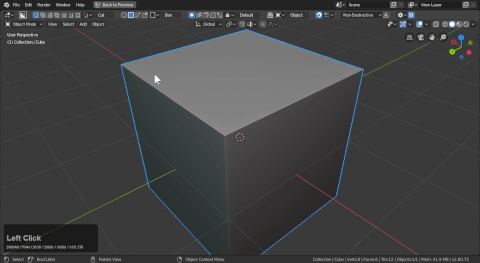 File Edit Render Window Help Back to Previous Scene View Layer
Cut Box Default Object Non-Destructive
Object Mode View Select Add Object Global
User Perspective
(1) Collection | Cube
Left Click
Select BoxCutter Rotate View Object Context Menu Collection | Cube | Verts:8 | Faces:6 | Tris:12 | Objects:1/1 | Mem: 41.9 MB | v2.80.75